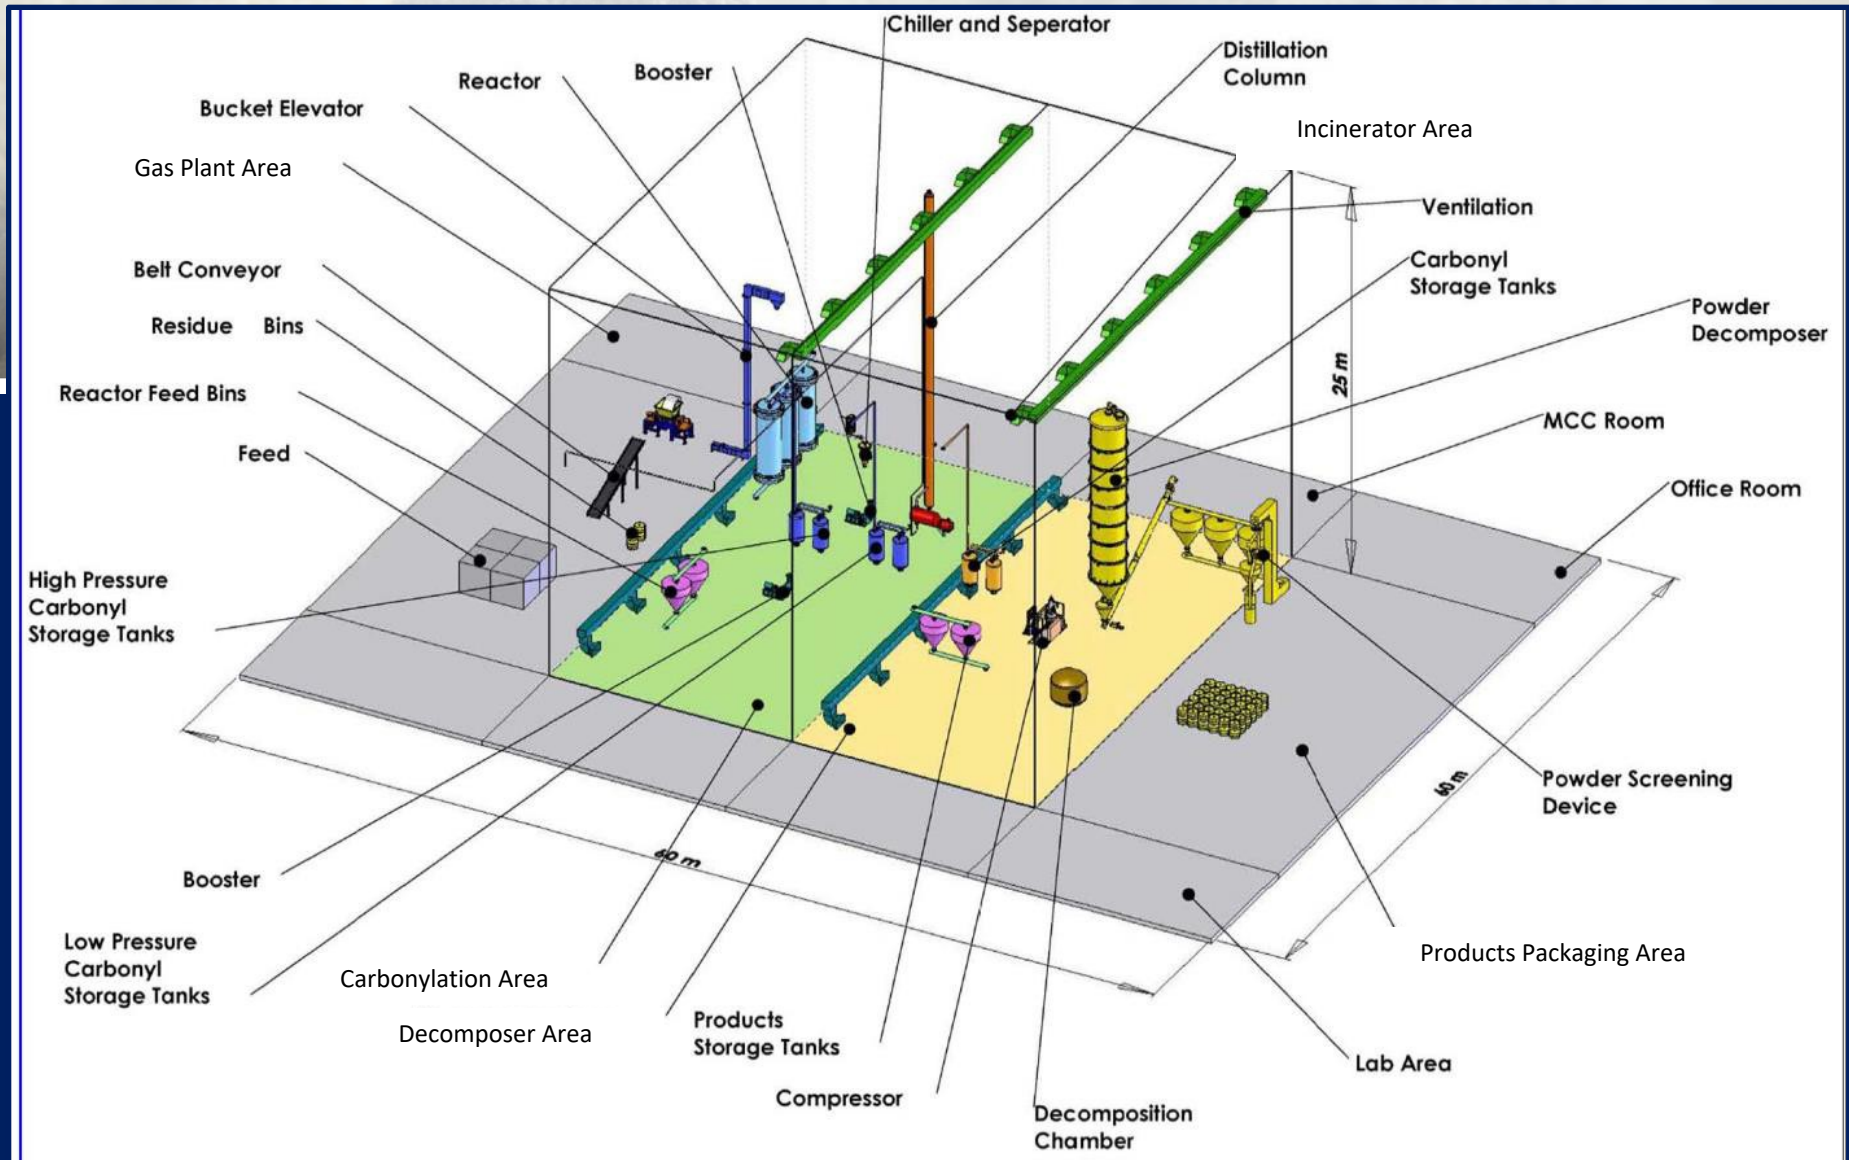 Chiller and Seperator
Distillation
Column
Reactor
Booster
Bucket Elevator
Incinerator Area
Gas Plant Area
Ventilation
Belt Conveyor
Carbonyl
Storage Tanks
Residue Bins
Powder
Decomposer
25 m
Reactor Feed Bins
MCC Room
Feed
Office Room
High Pressure
Carbonyl
Storage Tanks
Powder Screening
Device
60 m
60 m
Booster
Low Pressure
Carbonyl
Storage Tanks
Carbonylation Area
Products Packaging Area
Decomposer Area
Products
Storage Tanks
Lab Area
Compressor
Decomposition
Chamber